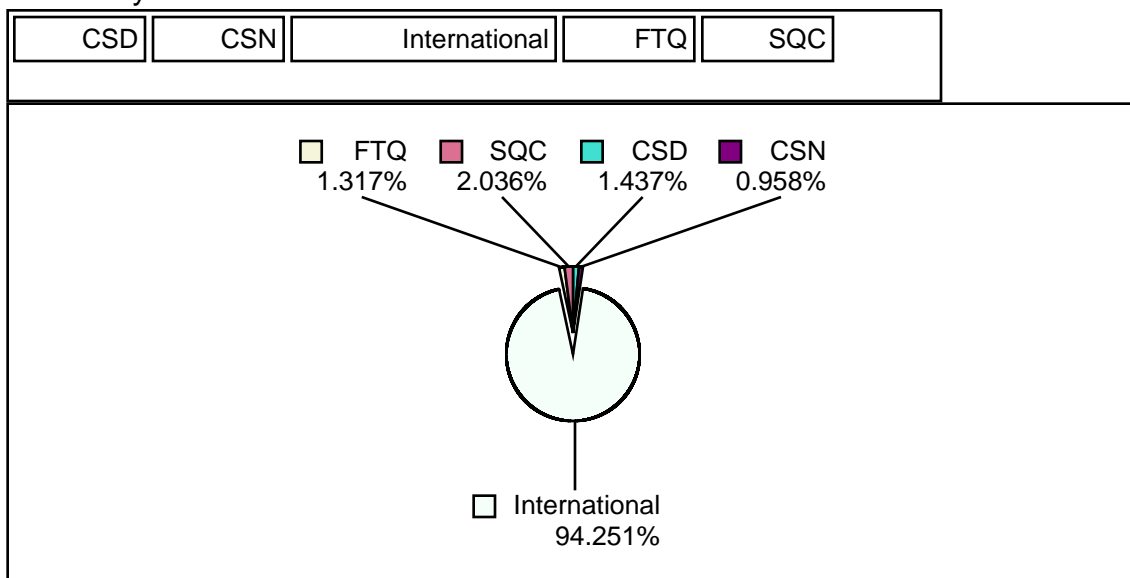 CSD CSN International FTQ SQC
FTQ SQC CSD CSN
1.317% 2.036% 1.437% 0.958%
International
94.251%